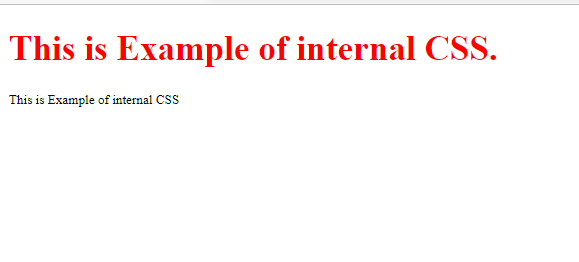 This is Example of internal CSS.
This is Example of internal CSS